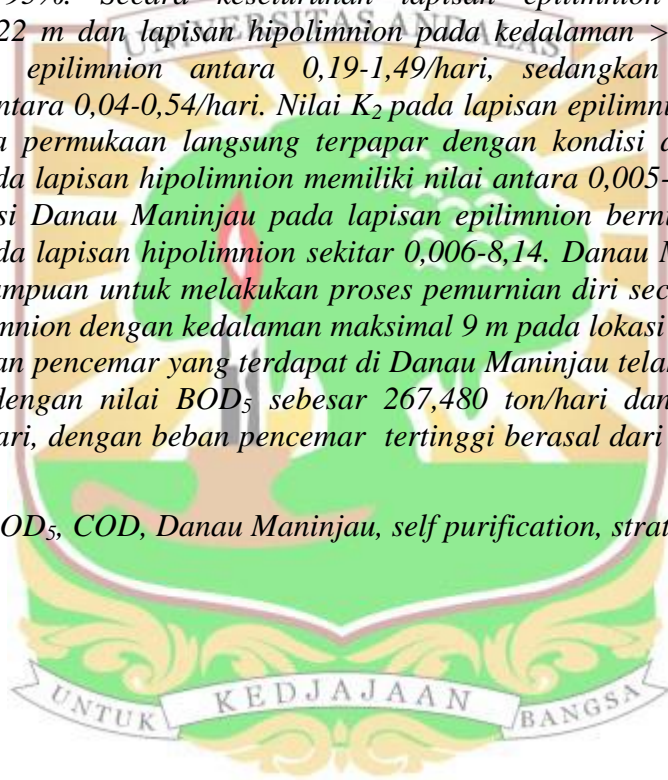 95%. Secara keseluruhan lapisan epilimnion
UNIVERSITAS ANDALAS
22 m dan lapisan hipolimnion pada kedalaman >
epilimnion antara 0,19-1,49/hari, sedangkan
ntara 0,04-0,54/hari. Nilai K2 pada lapisan epilimni
a permukaan langsung terpapar dengan kondisi a
da lapisan hipolimnion memiliki nilai antara 0,005-
si Danau Maninjau pada lapisan epilimnion berni
da lapisan hipolimnion sekitar 0,006-8,14. Danau M
ampuan untuk melakukan proses pemurnian diri sec
mnion dengan kedalaman maksimal 9 m pada lokasi
an pencemar yang terdapat di Danau Maninjau tela
dengan nilai BOD5 sebesar 267,480 ton/hari dan
ari, dengan beban pencemar tertinggi berasal dari
OD5, COD, Danau Maninjau, self purification, strat
UNTUK KEDJAJAAN BANGSA